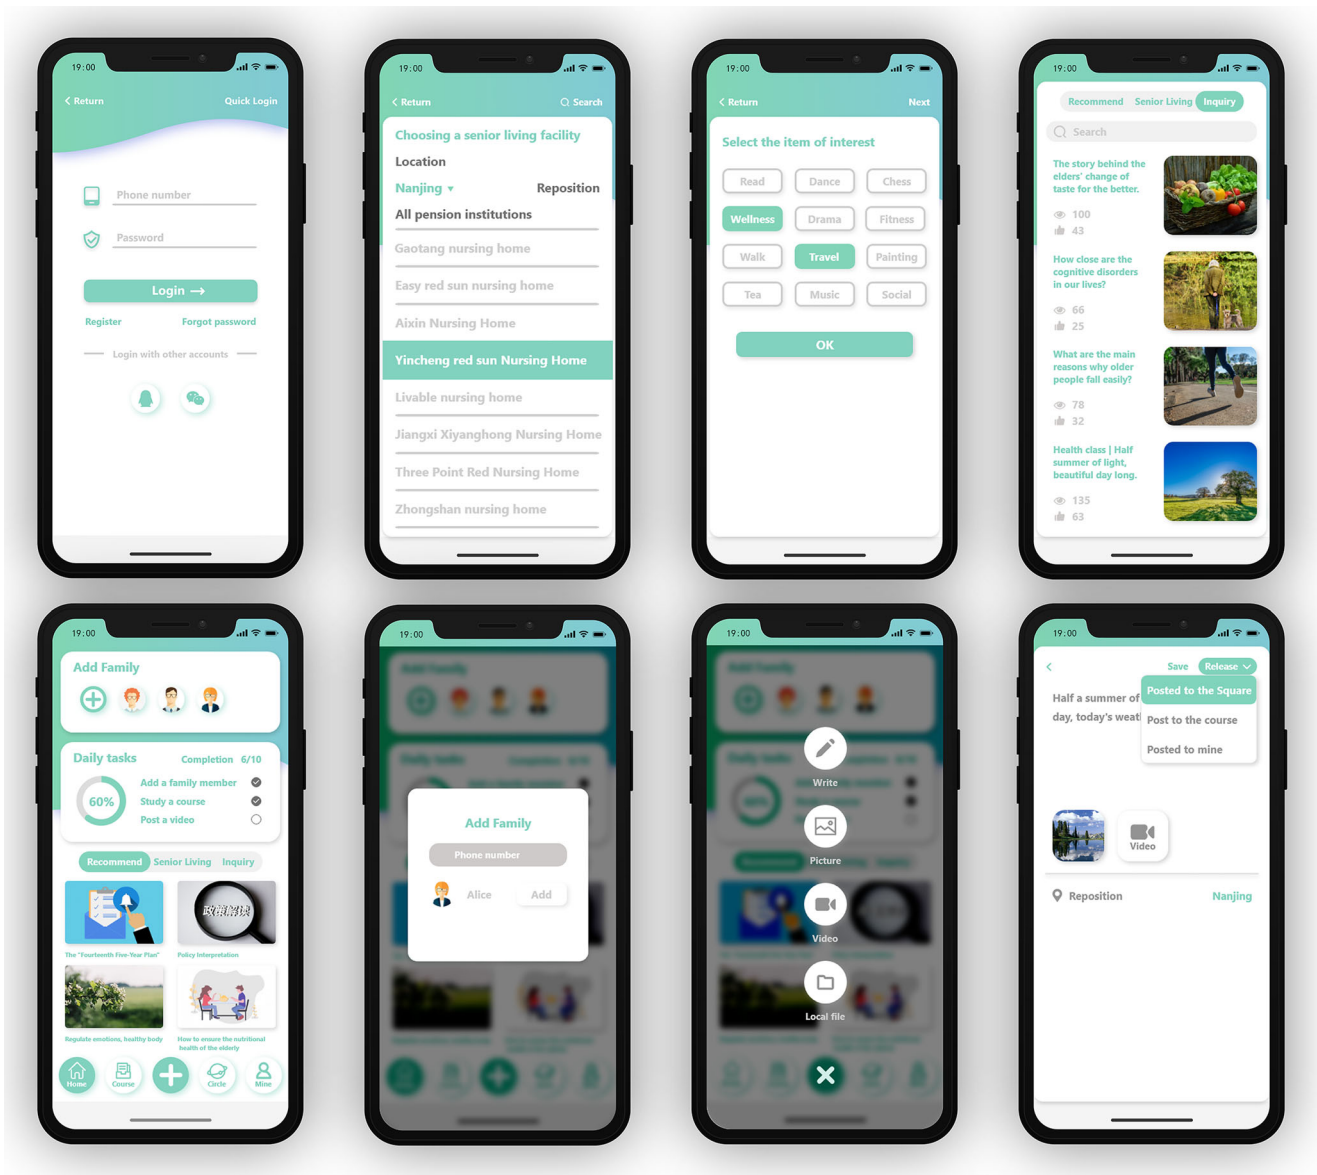 19:00
Return
Quick Login
Phone number
Password
Login
Register
Forgot password
Login with other accounts
19:00
Return
Search
Choosing a senior living facility
Location
Nanjing
Reposition
All pension institutions
Gaotang nursing home
Easy red sun nursing home
Aixin Nursing Home
Yincheng red sun Nursing Home
Livable nursing home
Jiangxi Xiyanghong Nursing Home
Three Point Red Nursing Home
Zhongshan nursing home
19:00
Return
Next
Select the item of interest
Read
Dance
Chess
Wellness
Drama
Fitness
Walk
Travel
Painting
Tea
Music
Social
OK
19:00
Recommend
Senior Living
Inquiry
Search
The story behind the
elders' change of
taste for the better.
100
43
How close are the
cognitive disorders
in our lives?
66
25
What are the main
reasons why older
people fall easily?
78
32
Health class | Half
summer of light,
beautiful day long.
135
63
19:00
Add Family
Daily tasks
Completion 6/10
60%
Add a family member
Study a course
Post a video
Recommend
Senior Living
Inquiry
政策解读
The "Fourteenth Five-Year Plan"
Policy Interpretation
Regulate emotions, healthy body
How to ensure the nutritional
health of the elderly
Home
Course
Circle
Mine
19:00
Add Family
Daily tasks
Add Family
Phone number
Alice
Add
19:00
Add Family
Daily tasks
Write
Picture
Video
Local file
19:00
Save
Release
Posted to the Square
Post to the course
Posted to mine
Half a summer of
day, today's weat
Video
Reposition
Nanjing